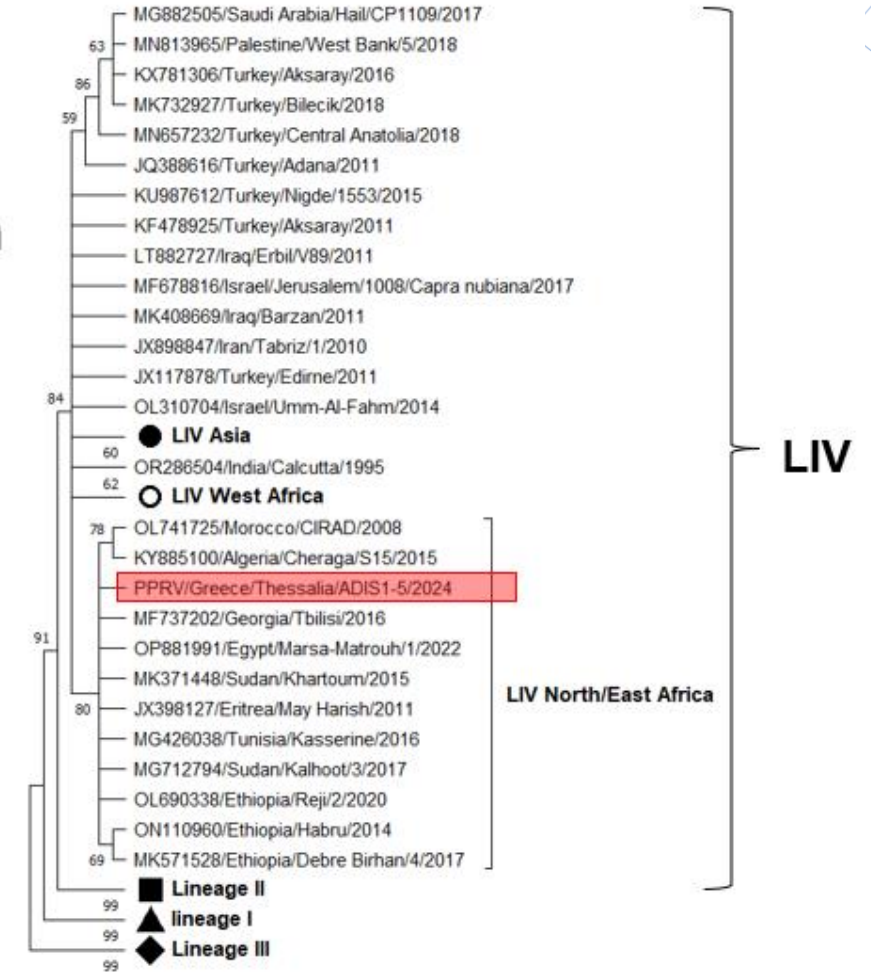 MG882505/Saudi Arabia/Hail/CP1109/2017
63
MN813965/Palestine/West Bank/5/2018
KX781306/Turkey/Aksaray/2016
86
MK732927/Turkey/Bilecik/2018
59
MN657232/Turkey/Central Anatolia/2018
JQ388616/Turkey/Adana/2011
KU987612/Turkey/Nigde/1553/2015
KF478925/Turkey/Aksaray/2011
LT882727/Iraq/Erbil/V89/2011
MF678816/Israel/Jerusalem/1008/Capra nubiana/2017
MK408669/Iraq/Barzan/2011
JX898847/Iran/Tabriz/1/2010
JX117878/Turkey/Edirne/2011
84
OL310704/Israel/Umm-Al-Fahm/2014
LIV Asia
60
LIV
OR286504/India/Calcutta/1995
62
LIV West Africa
78
OL741725/Morocco/CIRAD/2008
KY885100/Algeria/Cheraga/S15/2015
PPRV/Greece/Thessalia/ADIS1-5/2024
MF737202/Georgia/Tbilisi/2016
91
OP881991/Egypt/Marsa-Matrouh/1/2022
MK371448/Sudan/Khartoum/2015
LIV North/East Africa
80
JX398127/Eritrea/May Harish/2011
MG426038/Tunisia/Kasserine/2016
MG712794/Sudan/Kalhoot/3/2017
OL690338/Ethiopia/Reji/2/2020
ON110960/Ethiopia/Habru/2014
69
MK571528/Ethiopia/Debre Birhan/4/2017
Lineage II
99
lineage I
99
Lineage III
99